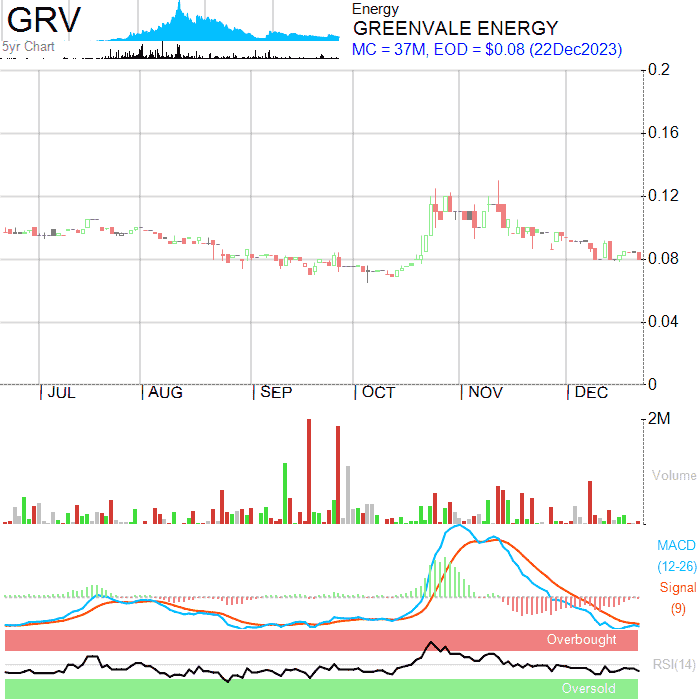 GRV
5yr Chart
Energy
GREENVALE ENERGY
MC = 37M, EOD = $0.08 (22Dec2023)
0.2
0.16
0.12
0.08
0.04
0
JUL AUG SEP OCT NOV DEC
2M
Volume
MACD
(12-26)
Signal
(9)
Overbought
RSI(14)
Oversold